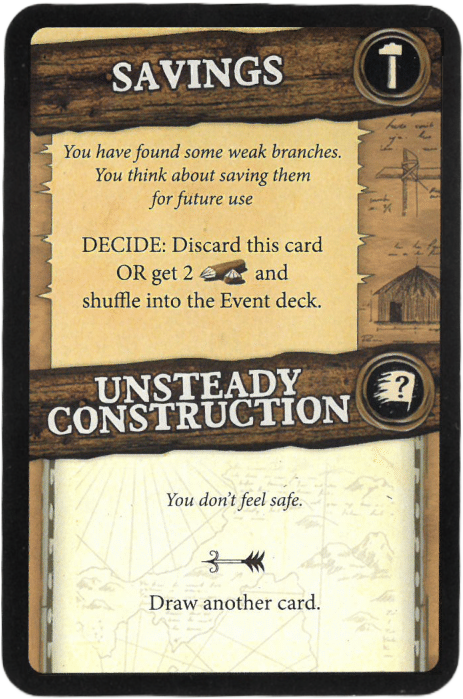 SAVINGS
You have found some weak branches.
You think about saving them
for future use
DECIDE: Discard this card
OR get 2 and
shuffle into the Event deck.
UNSTEADY
CONSTRUCTION
?
You don't feel safe.
Draw another card.